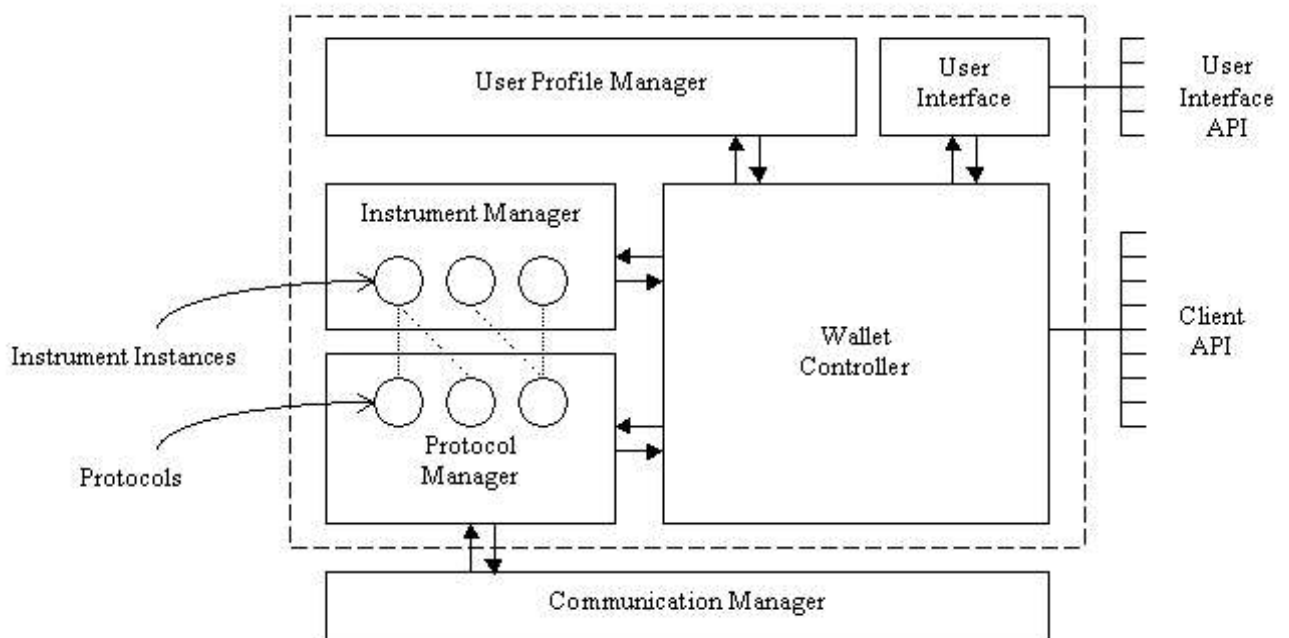 User Profile Manager
User
Interface
User
Interface
API
Instrument Manager
Instrument Instances
Wallet
Controller
Client
API
Protocol
Manager
Protocols
Communication Manager